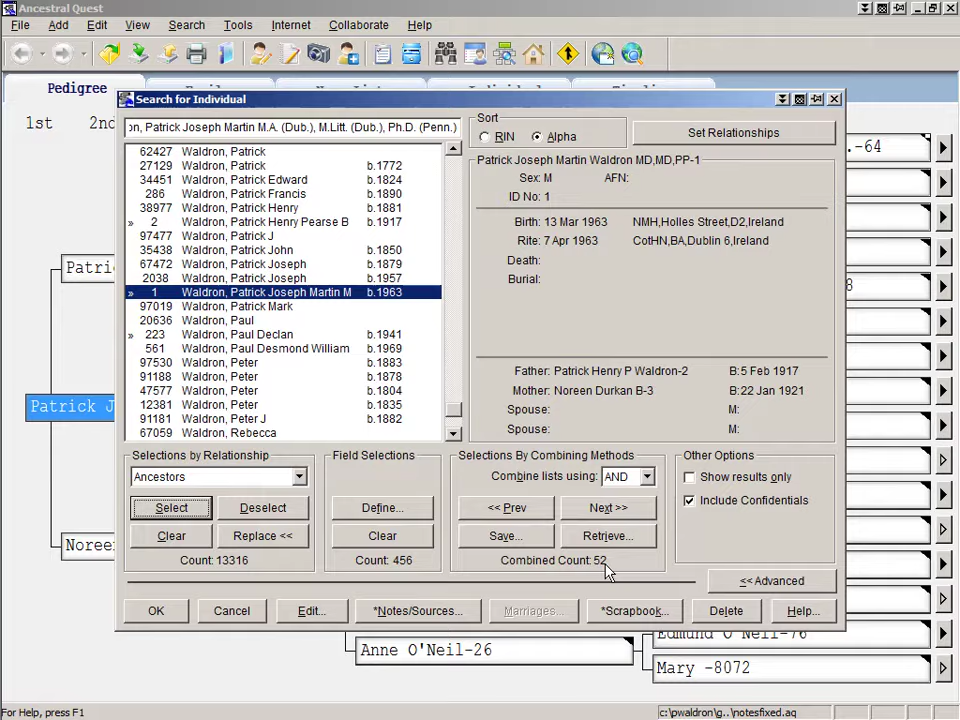 Ancestral Quest
File Add Edit View Search Tools Internet Collaborate Help
Pedigree
1st 2nd
Search for Individual
on, Patrick Joseph Martin M.A. (Dub.), M.Litt. (Dub.), Ph.D. (Penn.)
Sort
RIN Alpha
Set Relationships
62427 Waldron, Patrick
27129 Waldron, Patrick b.1772
34451 Waldron, Patrick Edward b.1824
286 Waldron, Patrick Francis b.1890
38977 Waldron, Patrick Henry b.1881
» 2 Waldron, Patrick Henry Pearse B b.1917
97477 Waldron, Patrick J
35438 Waldron, Patrick John b.1850
67472 Waldron, Patrick Joseph b.1879
2038 Waldron, Patrick Joseph b.1957
» 1 Waldron, Patrick Joseph Martin M b.1963
97019 Waldron, Patrick Mark
20636 Waldron, Paul
» 223 Waldron, Paul Declan b.1941
561 Waldron, Paul Desmond William b.1969
97530 Waldron, Peter b.1883
91188 Waldron, Peter b.1878
47577 Waldron, Peter b.1804
12381 Waldron, Peter b.1835
91181 Waldron, Peter J b.1882
67059 Waldron, Rebecca
Patrick Joseph Martin Waldron MD,MD,PP-1
Sex: M AFN:
ID No: 1
Birth: 13 Mar 1963 NMH,Holles Street,D2,Ireland
Rite: 7 Apr 1963 CotHN,BA,Dublin 6,Ireland
Death:
Burial:
Father: Patrick Henry P Waldron-2 B:5 Feb 1917
Mother: Noreen Durkan B-3 B:22 Jan 1921
Spouse: M:
Spouse: M:
.-64
8
Patric
Patrick J
Noreen
Selections by Relationship
Ancestors
Select Deselect
Clear Replace <<
Count: 13316
Field Selections
Define...
Clear
Count: 456
Selections By Combining Methods
Combine lists using: AND
<< Prev Next >>
Save... Retrieve...
Combined Count: 52
Other Options
Show results only
Include Confidentials
<< Advanced
OK Cancel Edit... *Notes/Sources... Marriages... *Scrapbook... Delete Help...
Anne O'Neil-26
Edmund O'Neil-76
Mary -8072
For Help, press F1
c:\pwaldron\g..\notesfixed.aq